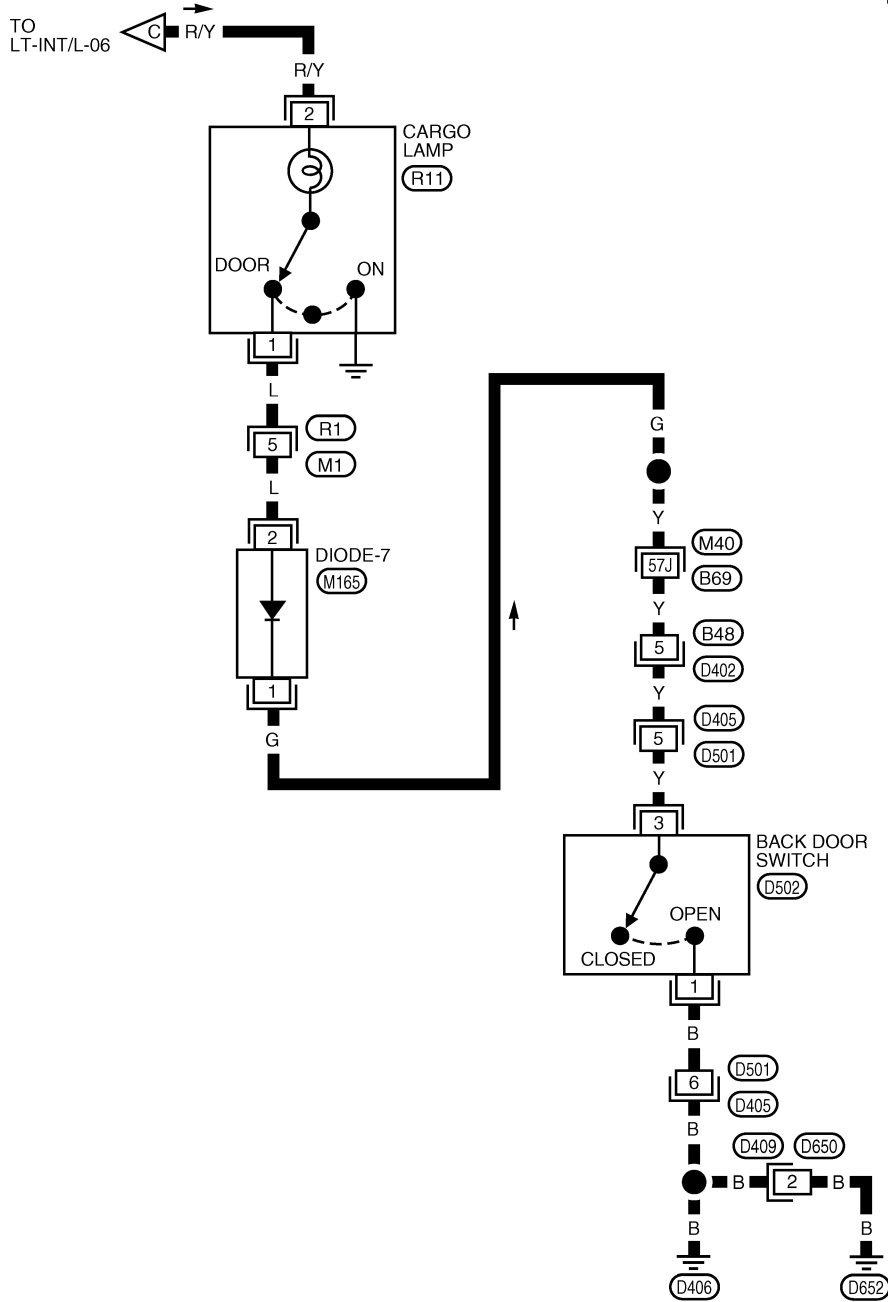 TO
LT-INT/L-06
C
R/Y
R/Y
2
CARGO
LAMP
R11
DOOR
ON
1
L
5
R1
M1
L
2
DIODE-7
M165
1
G
G
Y
57J
M40
B69
Y
5
B48
D402
Y
5
D405
D501
Y
3
BACK DOOR
SWITCH
D502
OPEN
CLOSED
1
B
6
D501
D405
B
D409
D650
B
2
B
B
B
D406
D652